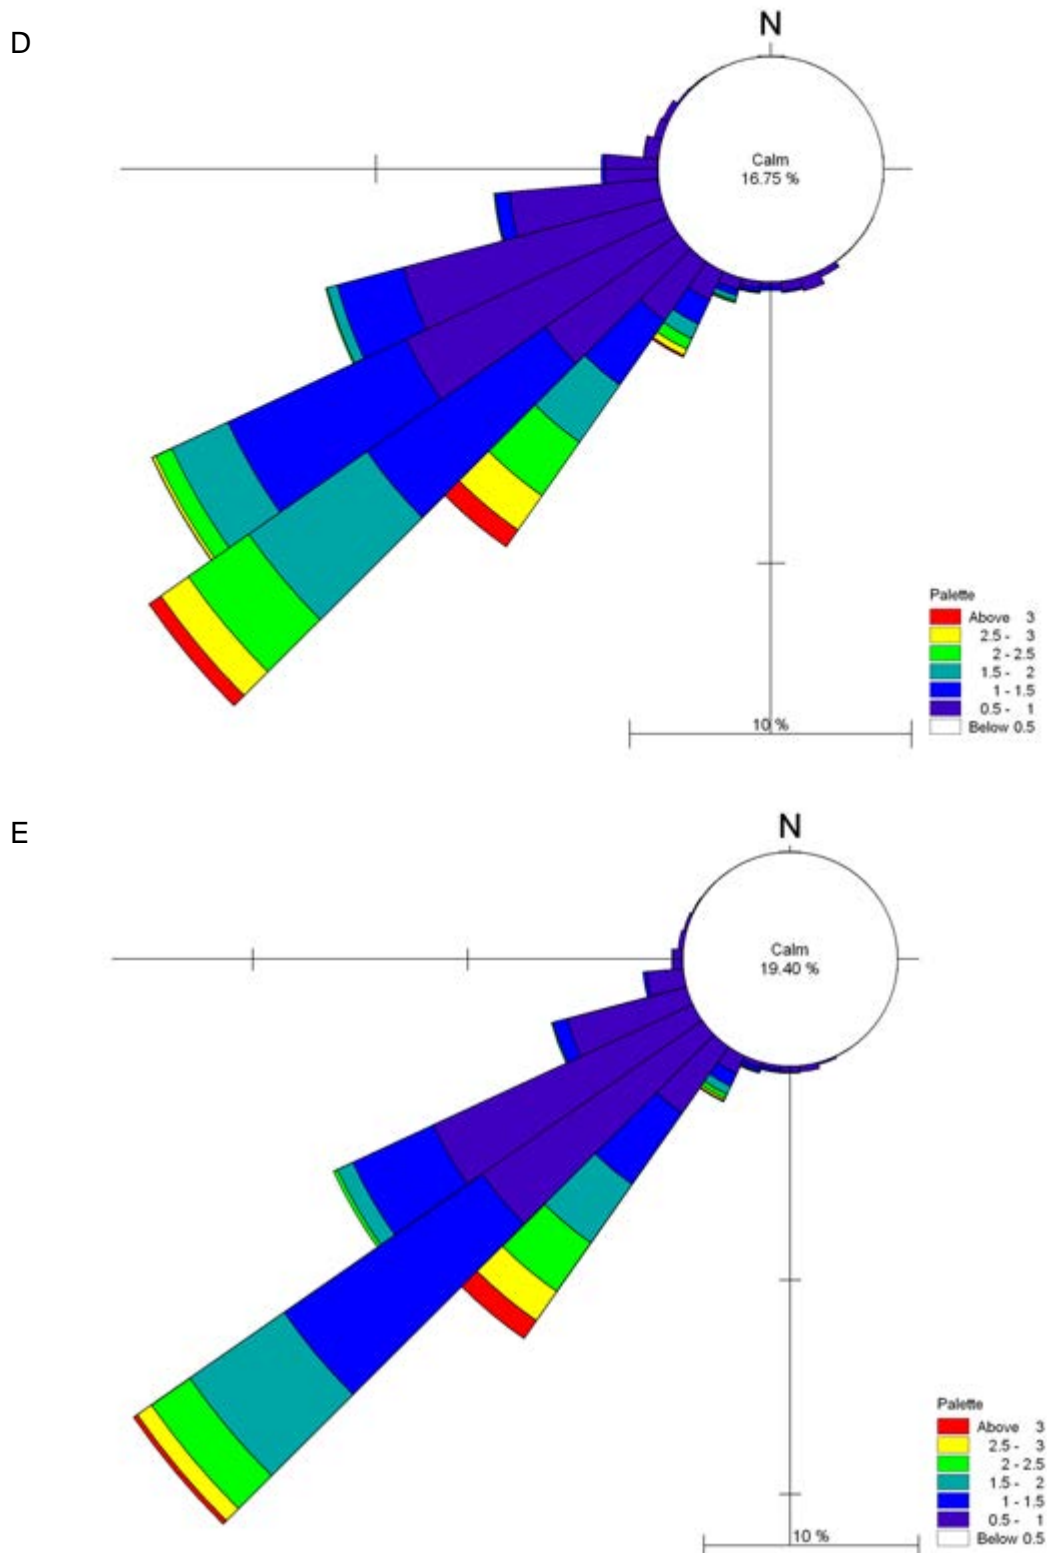 D
N
Calm
16.75 %
Palette
Above 3
2.5 - 3
2 - 2.5
1.5 - 2
1 - 1.5
0.5 - 1
Below 0.5
10 %
E
N
Calm
19.40 %
Palette
Above 3
2.5 - 3
2 - 2.5
1.5 - 2
1 - 1.5
0.5 - 1
Below 0.5
10 %